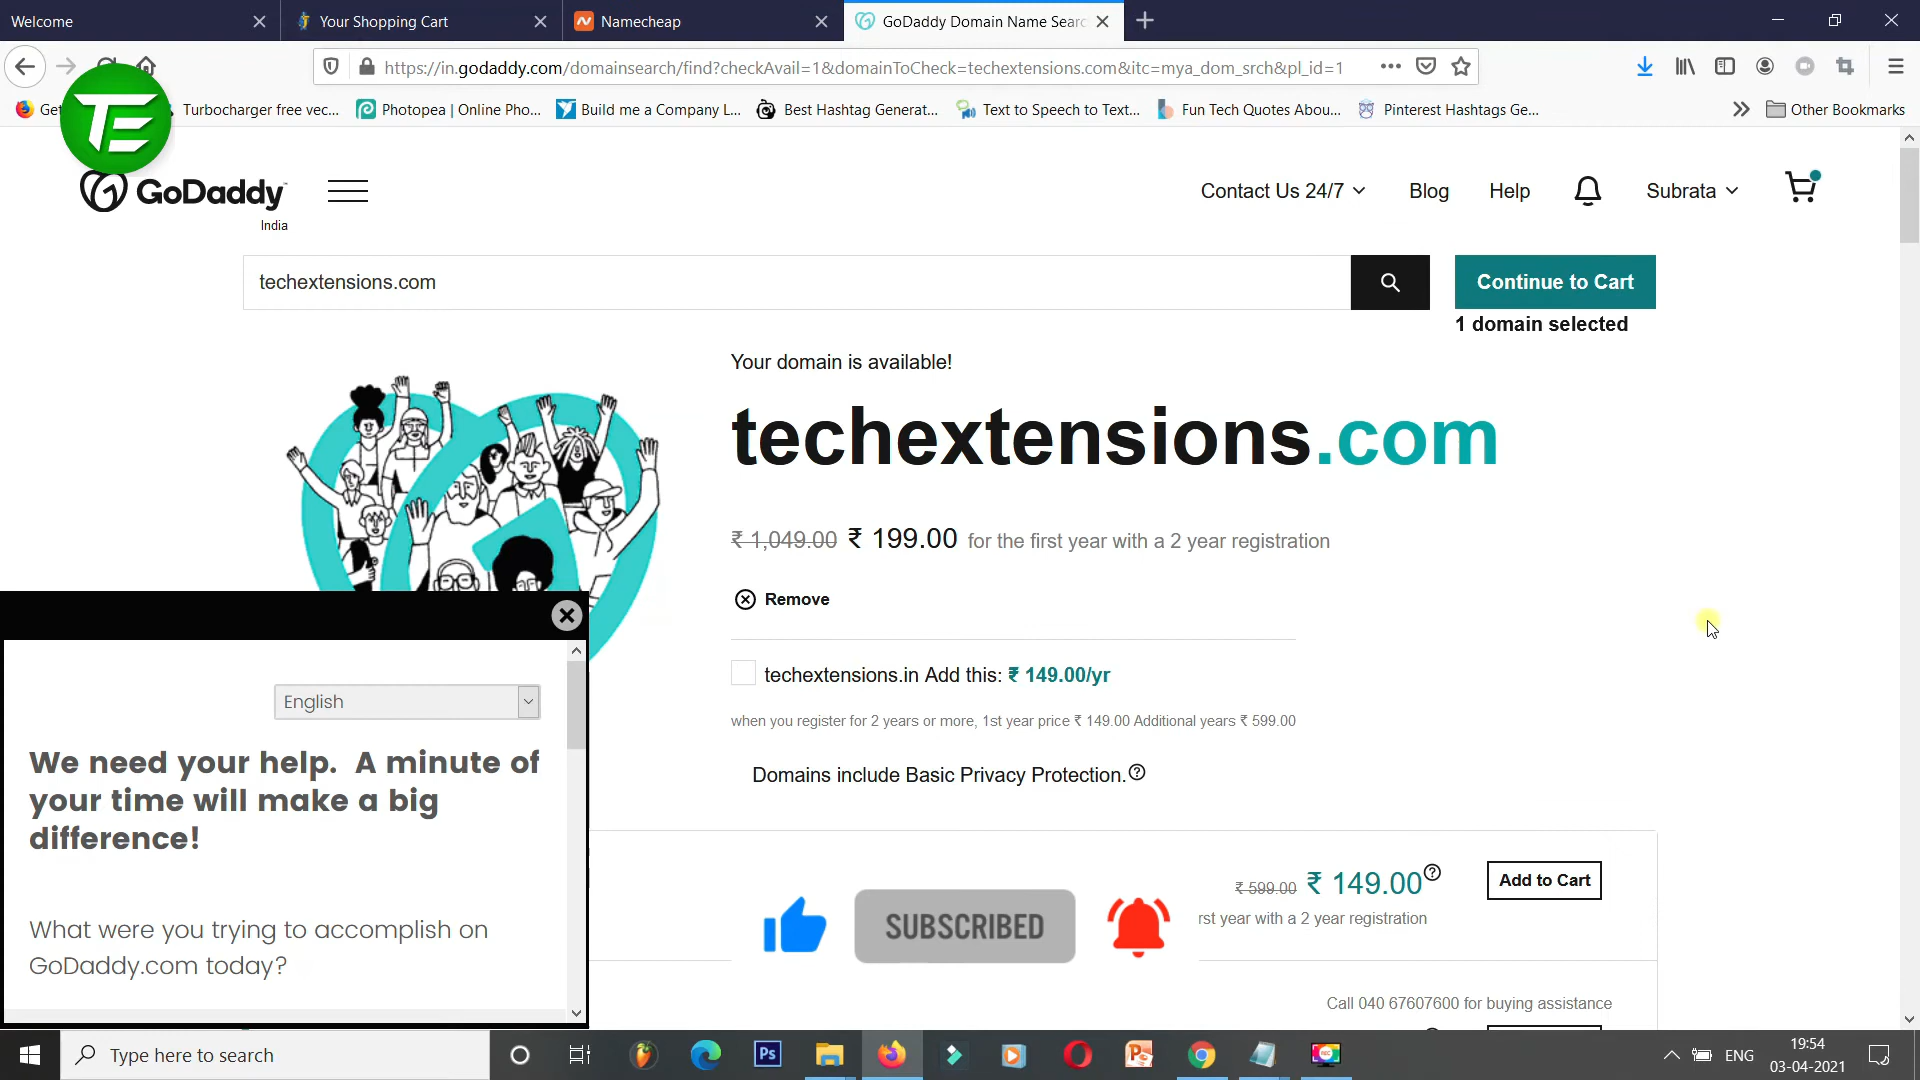 Welcome
Your Shopping Cart
Namecheap
GoDaddy Domain Name Searc
https://in.godaddy.com/domainsearch/find?checkAvail=1&domainToCheck=techextensions.com&itc=mya_dom_srch&pl_id=1
Get
Turbocharger free vec...
Photopea | Online Pho...
Build me a Company L...
Best Hashtag Generat...
Text to Speech to Text...
Fun Tech Quotes Abou...
Pinterest Hashtags Ge...
Other Bookmarks
TE
GoDaddy
India
Contact Us 24/7
Blog
Help
Subrata
techextensions.com
Continue to Cart
1 domain selected
Your domain is available!
techextensions.com
₹ 1,049.00 ₹ 199.00 for the first year with a 2 year registration
Remove
techextensions.in Add this: ₹ 149.00/yr
when you register for 2 years or more, 1st year price ₹ 149.00 Additional years ₹ 599.00
Domains include Basic Privacy Protection.
English
We need your help. A minute of
your time will make a big
difference!
What were you trying to accomplish on
GoDaddy.com today?
₹ 599.00 ₹ 149.00
Add to Cart
rst year with a 2 year registration
SUBSCRIBED
Call 040 67607600 for buying assistance
Type here to search
Ps
REC
ENG
19:54
03-04-2021